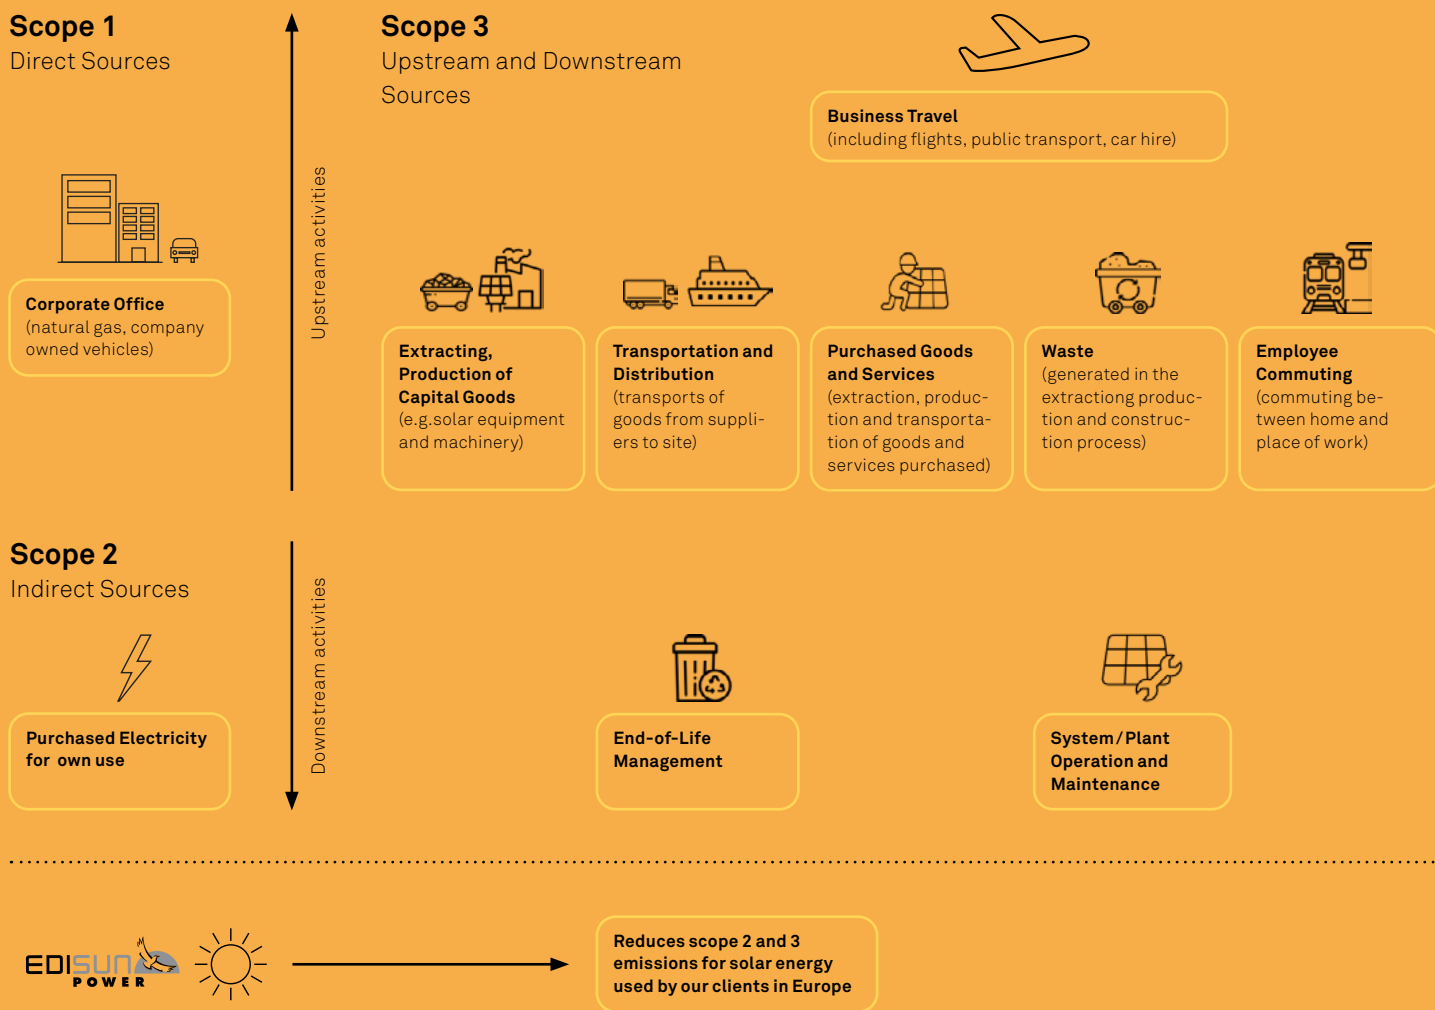 Scope 1
Direct Sources
Corporate Office
(natural gas, company
owned vehicles)
Upstream activities
Scope 3
Upstream and Downstream
Sources
Business Travel
(including flights, public transport, car hire)
Extracting,
Production of
Capital Goods
(e.g.solar equipment
and machinery)
Transportation and
Distribution
(transports of
goods from suppli-
ers to site)
Purchased Goods
and Services
(extraction, produc-
tion and transporta-
tion of goods and
services purchased)
Waste
(generated in the
extractiong produc-
tion and construc-
tion process)
Employee
Commuting
(commuting be-
tween home and
place of work)
Scope 2
Indirect Sources
Purchased Electricity
for own use
Downstream activities
End-of-Life
Management
System/Plant
Operation and
Maintenance
EDISUN
POWER
Reduces scope 2 and 3
emissions for solar energy
used by our clients in Europe